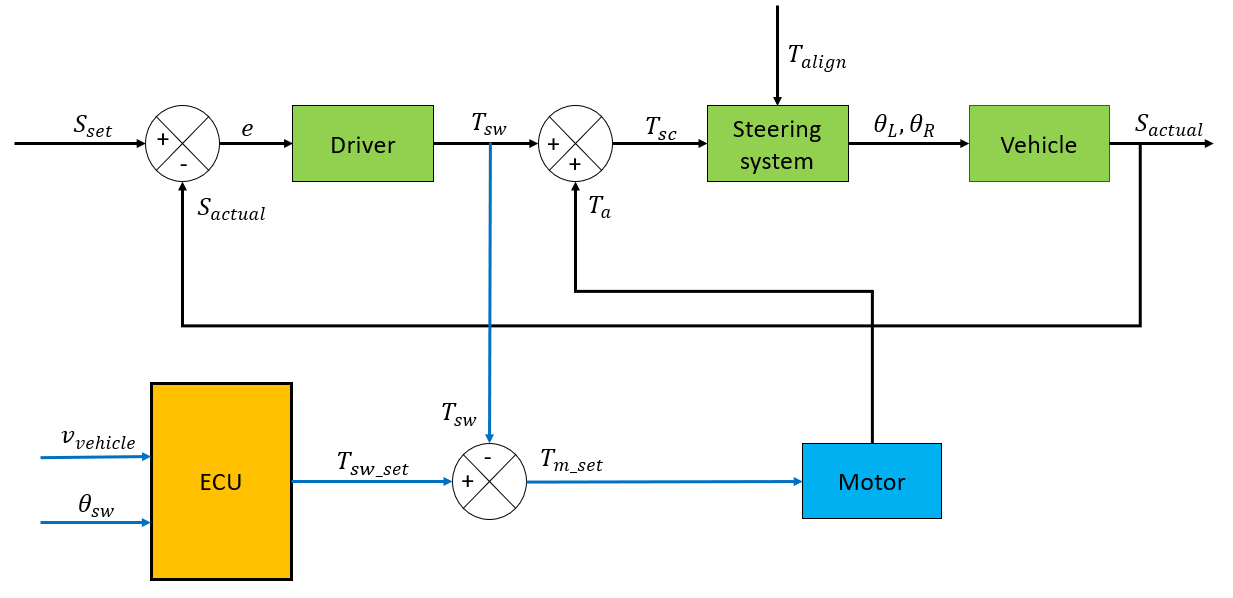 T_align
S_set
+
-
e
Driver
T_sw
+
+
T_sc
Steering
system
θ_L, θ_R
Vehicle
S_actual
S_actual
T_a
v_vehicle
θ_sw
ECU
T_sw_set
T_sw
-
+
T_m_set
Motor